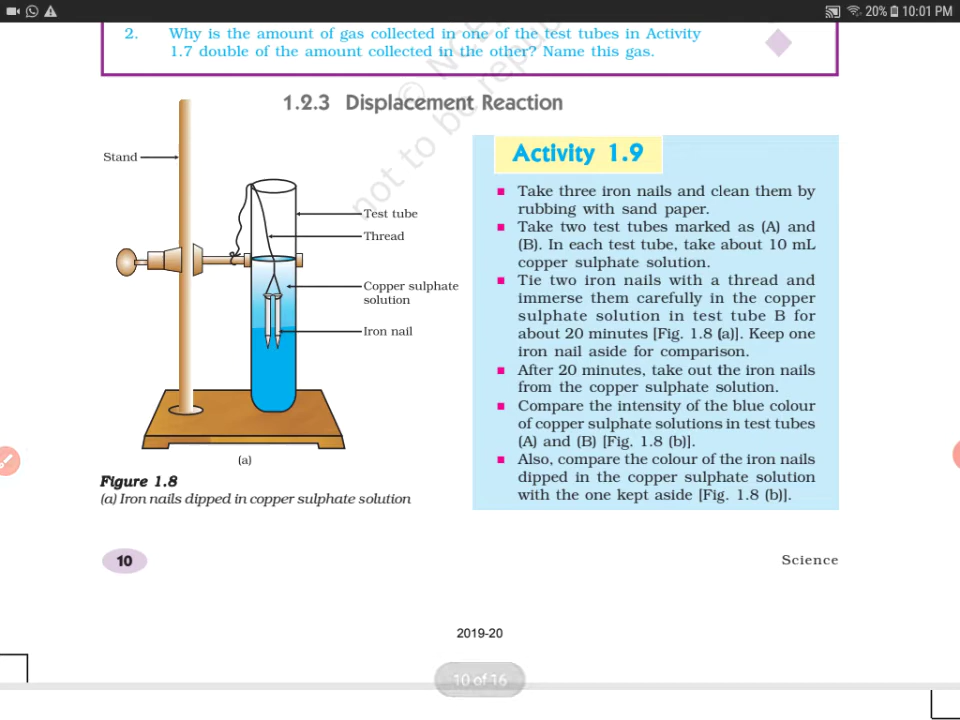 20% 10:01 PM
2. Why is the amount of gas collected in one of the test tubes in Activity
1.7 double of the amount collected in the other? Name this gas.
© NCE
not to be repu
1.2.3 Displacement Reaction
Stand
Test tube
Thread
Copper sulphate
solution
Iron nail
(a)
Figure 1.8
(a) Iron nails dipped in copper sulphate solution
Activity 1.9
Take three iron nails and clean them by
rubbing with sand paper.
Take two test tubes marked as (A) and
(B). In each test tube, take about 10 mL
copper sulphate solution.
Tie two iron nails with a thread and
immerse them carefully in the copper
sulphate solution in test tube B for
about 20 minutes [Fig. 1.8 (a)]. Keep one
iron nail aside for comparison.
After 20 minutes, take out the iron nails
from the copper sulphate solution.
Compare the intensity of the blue colour
of copper sulphate solutions in test tubes
(A) and (B) [Fig. 1.8 (b)].
Also, compare the colour of the iron nails
dipped in the copper sulphate solution
with the one kept aside [Fig. 1.8 (b)].
10
Science
2019-20
10 of 16